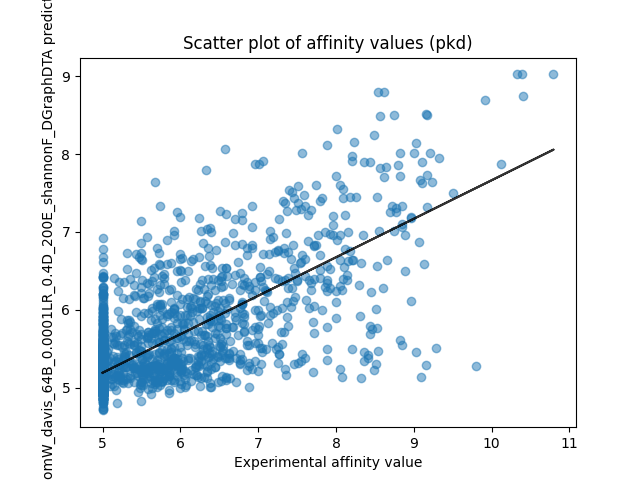 Scatter plot of affinity values (pkd)
omW_davis_64B_0.0001LR_0.4D_200E_shannonF_DGraphDTA predict
9
8
7
6
5
5 6 7 8 9 10 11
Experimental affinity value